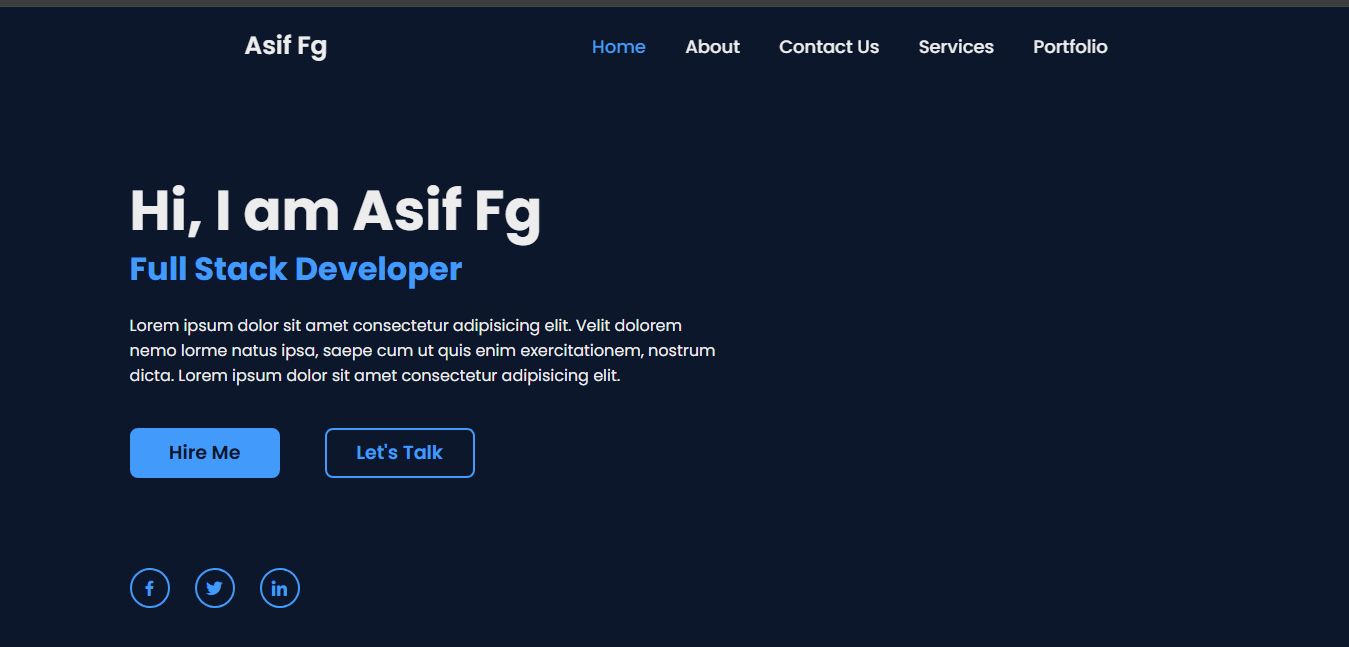 Asif Fg
Home About Contact Us Services Portfolio
Hi, I am Asif Fg
Full Stack Developer
Lorem ipsum dolor sit amet consectetur adipisicing elit. Velit dolorem
nemo lorme natus ipsa, saepe cum ut quis enim exercitationem, nostrum
dicta. Lorem ipsum dolor sit amet consectetur adipisicing elit.
Hire Me
Let's Talk